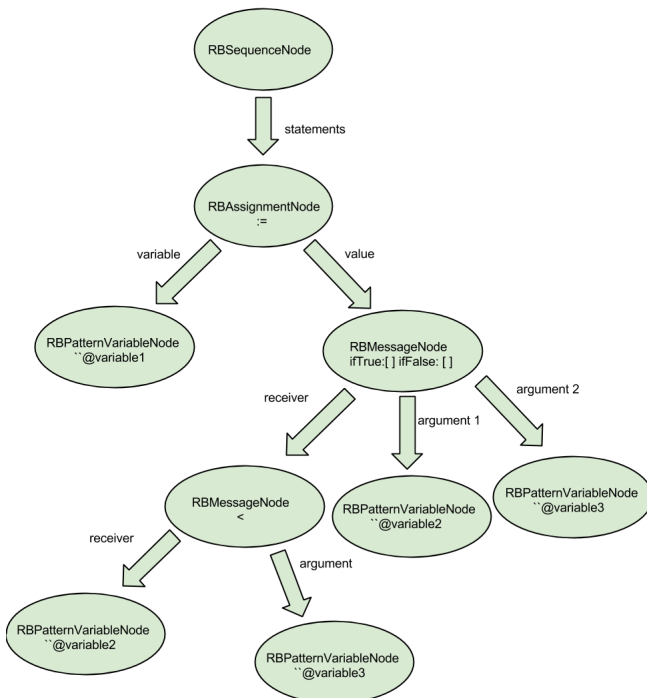 RBSequenceNode
statements
RBAssignmentNode
:=
variable
value
RBPatternVariableNode
``@variable1
RBMessageNode
ifTrue:[ ] ifFalse: [ ]
receiver
argument 1
argument 2
RBMessageNode
<
RBPatternVariableNode
``@variable2
RBPatternVariableNode
``@variable3
receiver
argument
RBPatternVariableNode
``@variable2
RBPatternVariableNode
``@variable3